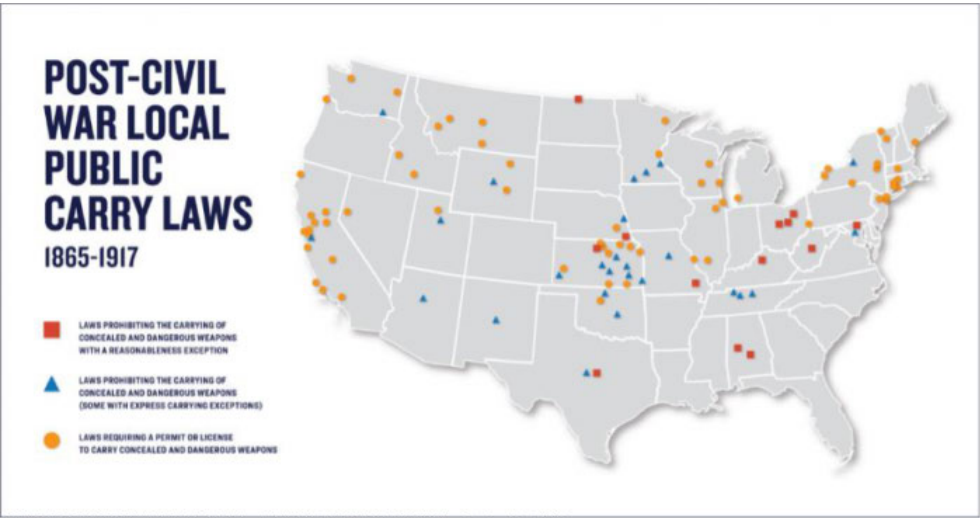 POST-CIVIL
WAR LOCAL
PUBLIC
CARRY LAWS
1865-1917
LAWS PROHIBITING THE CARRYING OF
CONCEALED AND DANGEROUS WEAPONS
WITH A REASONABLENESS EXCEPTION
LAWS PROHIBITING THE CARRYING OF
CONCEALED AND DANGEROUS WEAPONS
(SOME WITH EXPRESS CARRYING EXCEPTIONS)
LAWS REQUIRING A PERMIT OR LICENSE
TO CARRY CONCEALED AND DANGEROUS WEAPONS